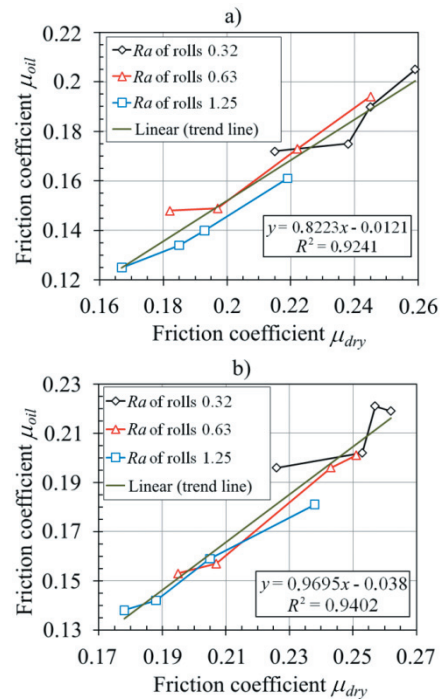 a)
0.22
0.2
0.18
0.16
0.14
0.12
Friction coefficient μoil
Ra of rolls 0.32
Ra of rolls 0.63
Ra of rolls 1.25
Linear (trend line)
y = 0.8223x - 0.0121
R² = 0.9241
0.16 0.18 0.2 0.22 0.24 0.26
Friction coefficient μdry
b)
0.23
0.21
0.19
0.17
0.15
0.13
Friction coefficient μoil
Ra of rolls 0.32
Ra of rolls 0.63
Ra of rolls 1.25
Linear (trend line)
y = 0.9695x - 0.038
R² = 0.9402
0.17 0.19 0.21 0.23 0.25 0.27
Friction coefficient μdry